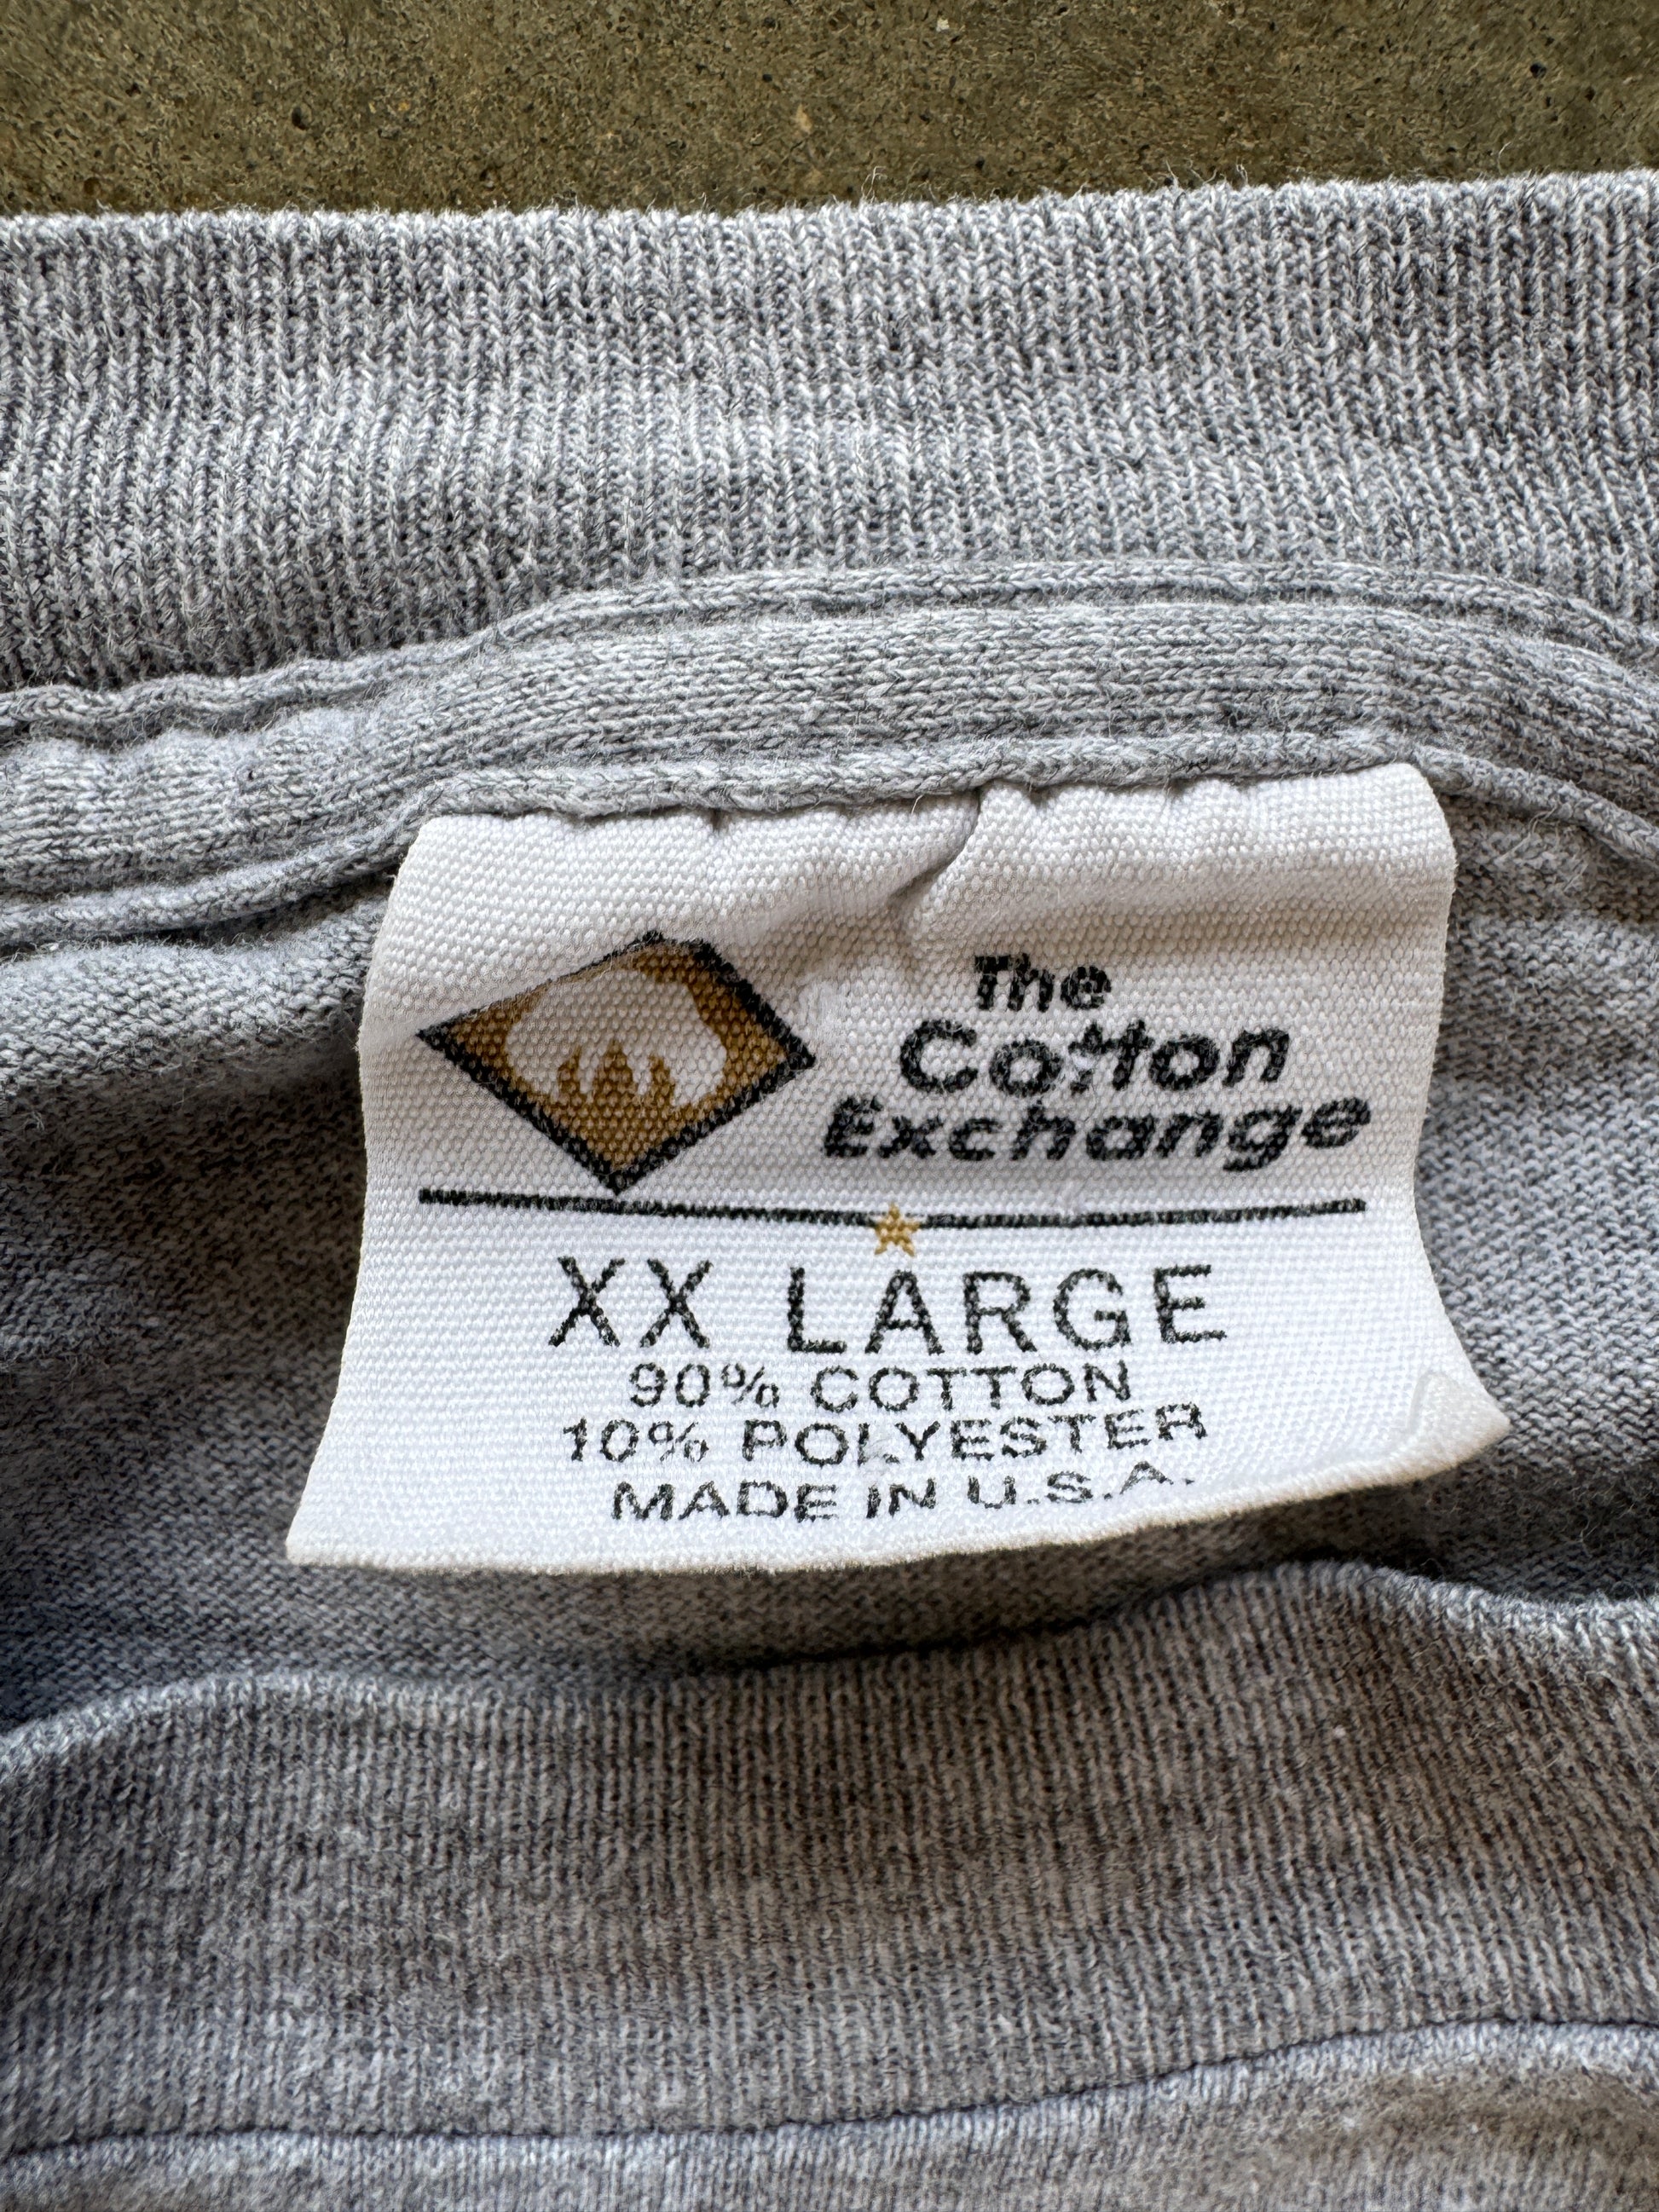 The
Cotton
Exchange
XX LARGE
90% COTTON
10% POLYESTER
MADE IN U.S.A.